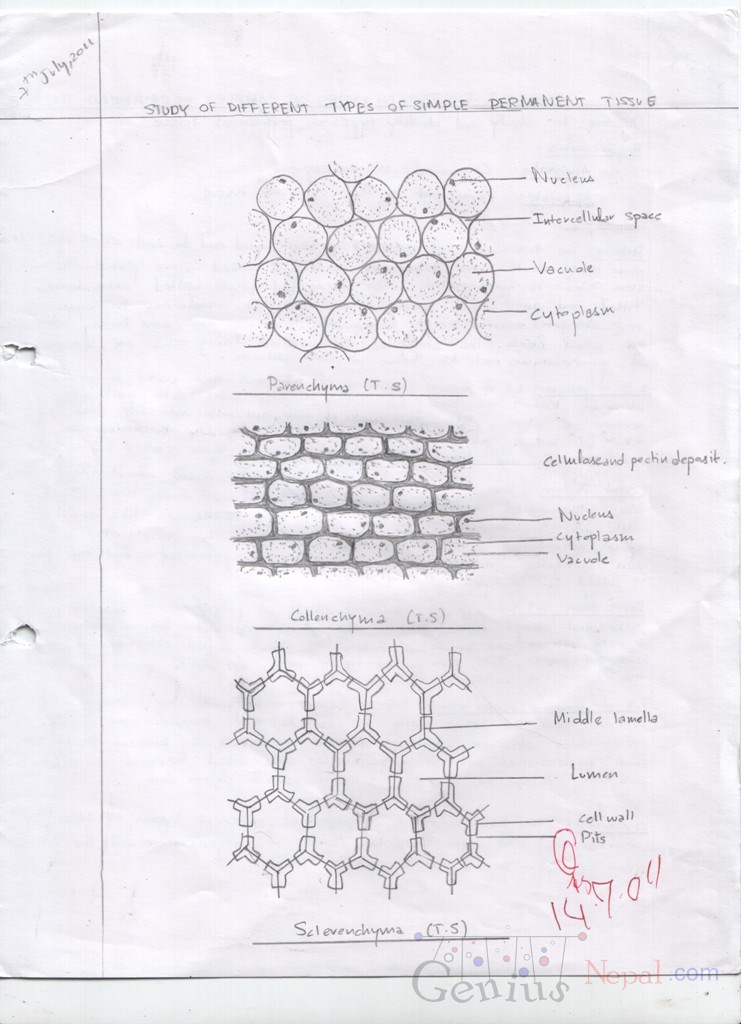 7th July, 2011
STUDY OF DIFFERENT TYPES OF SIMPLE PERMANENT TISSUE
Nucleus
Intercellular space
Vacuole
Cytoplasm
Parenchyma (T.S)
Cellulose and pectin deposit.
Nucleus
Cytoplasm
Vacuole
Collenchyma (T.S)
Middle lamella
Lumen
Cell wall
Pits
14.7.011
Sclerenchyma (T.S)
Genius Nepal.com